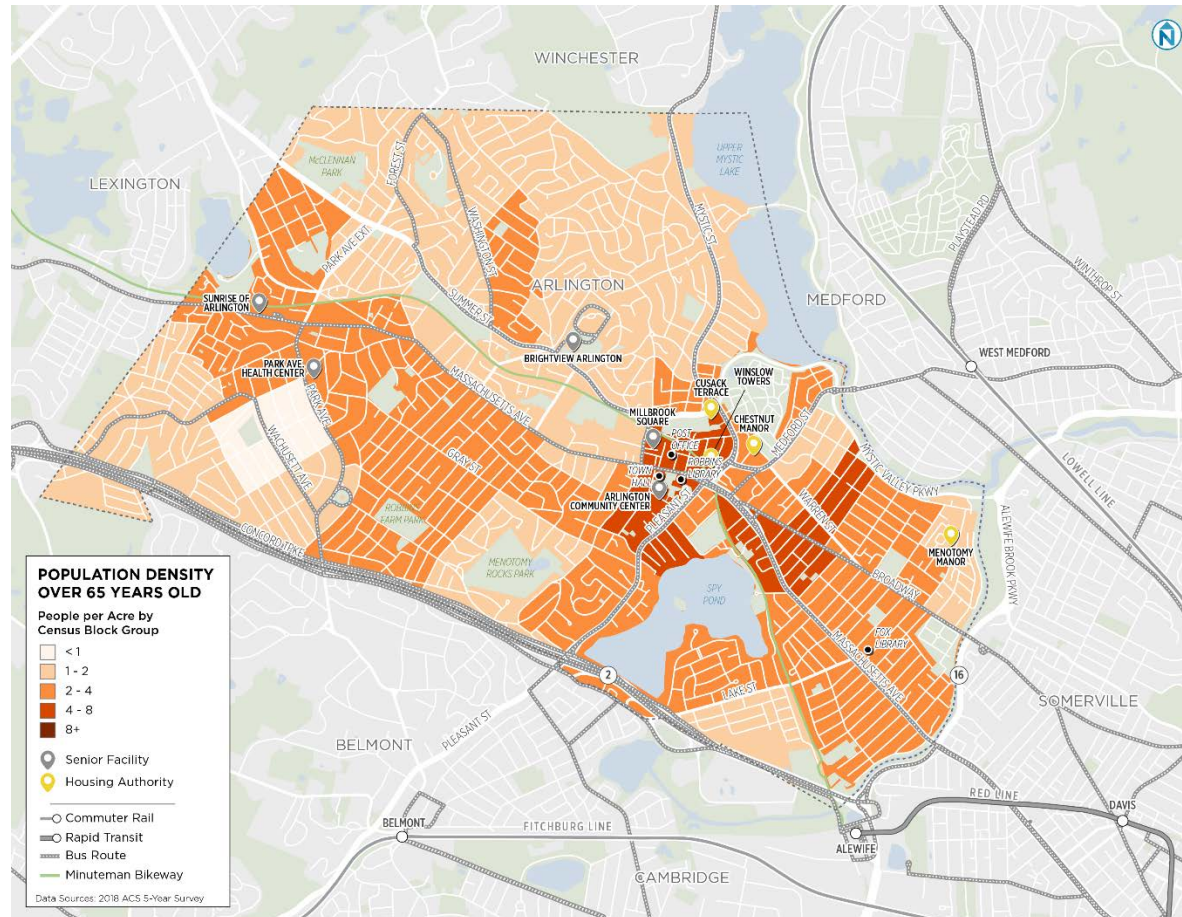 N
WINCHESTER
LEXINGTON
McCLENNAN
PARK
FOREST ST
WASHINGTON ST
PARK AVE EXT.
MYSTIC ST
UPPER
MYSTIC
LAKE
PLAYSTEAD RD
WINTHROP ST
ARLINGTON
SUMMER ST
MEDFORD
SUNRISE OF
ARLINGTON
BRIGHTVIEW ARLINGTON
WEST MEDFORD
PARK AVE.
HEALTH CENTER
MASSACHUSETTS AVE
CUSACK
TERRACE
WINSLOW
TOWERS
PARK AVE
MILLBROOK
SQUARE
CHESTNUT
MANOR
POST
OFFICE
MEDFORD ST
WACHUSETT AVE
GRAY ST
ROBBINS
LIBRARY
TOWN
HALL
MYSTIC VALLEY PKWY
LOWELL LINE
ARLINGTON
COMMUNITY CENTER
PLEASANT ST
ROBBINS
FARM PARK
WARREN ST
ALEWIFE BROOK PKWY
CONCORD TPKE
MENOTOMY
ROCKS PARK
MENOTOMY
MANOR
BROADWAY
SPY
POND
FOX
LIBRARY
MASSACHUSETTS AVE
2
16
LAKE ST
SOMERVILLE
PLEASANT ST
BELMONT
RED LINE
DAVIS
BELMONT
FITCHBURG LINE
ALEWIFE
CAMBRIDGE
POPULATION DENSITY
OVER 65 YEARS OLD
People per Acre by
Census Block Group
< 1
1 - 2
2 - 4
4 - 8
8+
Senior Facility
Housing Authority
Commuter Rail
Rapid Transit
Bus Route
Minuteman Bikeway
Data Sources: 2018 ACS 5-Year Survey